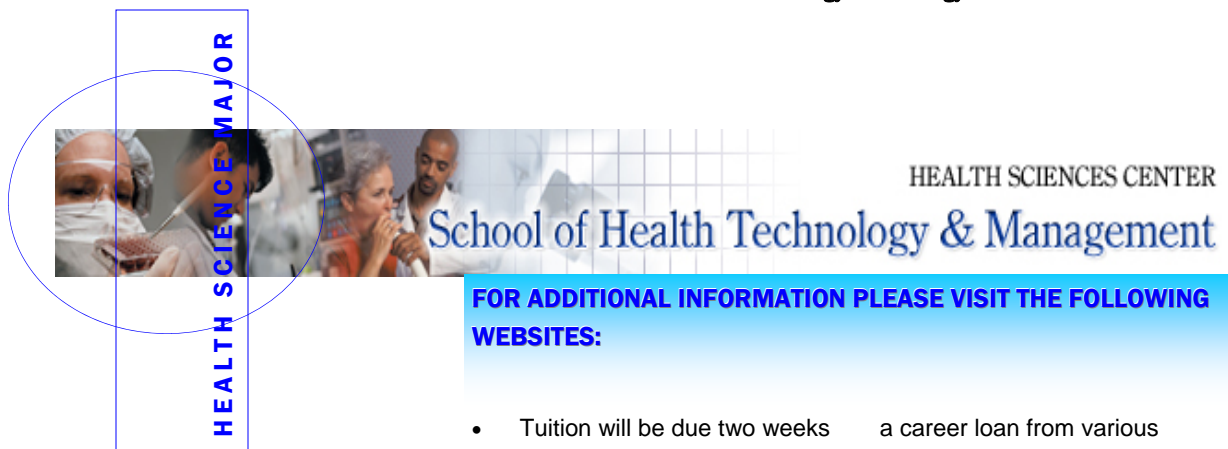 HEALTH SCIENCE MAJOR
HEALTH SCIENCES CENTER
School of Health Technology & Management
FOR ADDITIONAL INFORMATION PLEASE VISIT THE FOLLOWING
WEBSITES:
• Tuition will be due two weeks
a career loan from various